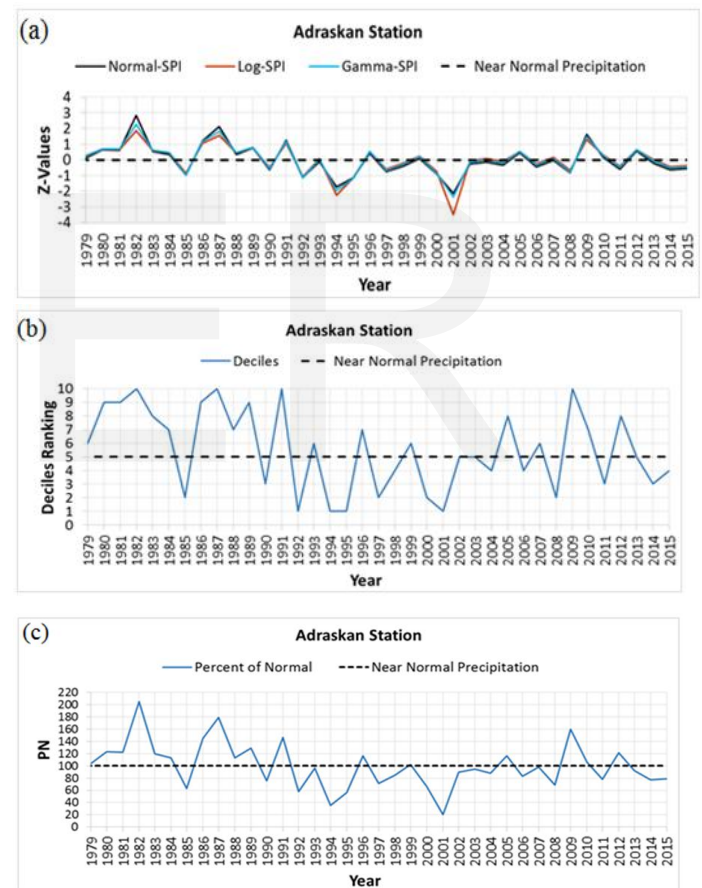 (a)
Adraskan Station
Normal-SPI Log-SPI Gamma-SPI Near Normal Precipitation
Z-Values
4
3
2
1
0
-1
-2
-3
-4
1979 1980 1981 1982 1983 1984 1985 1986 1987 1988 1989 1990 1991 1992 1993 1994 1995 1996 1997 1998 1999 2000 2001 2002 2003 2004 2005 2006 2007 2008 2009 2010 2011 2012 2013 2014 2015
Year
(b)
Adraskan Station
Deciles Near Normal Precipitation
Deciles Ranking
10
9
8
7
6
5
4
3
2
1
0
1979 1980 1981 1982 1983 1984 1985 1986 1987 1988 1989 1990 1991 1992 1993 1994 1995 1996 1997 1998 1999 2000 2001 2002 2003 2004 2005 2006 2007 2008 2009 2010 2011 2012 2013 2014 2015
Year
(c)
Adraskan Station
Percent of Normal Near Normal Precipitation
PN
220
200
180
160
140
120
100
80
60
40
20
0
1979 1980 1981 1982 1983 1984 1985 1986 1987 1988 1989 1990 1991 1992 1993 1994 1995 1996 1997 1998 1999 2000 2001 2002 2003 2004 2005 2006 2007 2008 2009 2010 2011 2012 2013 2014 2015
Year
ER